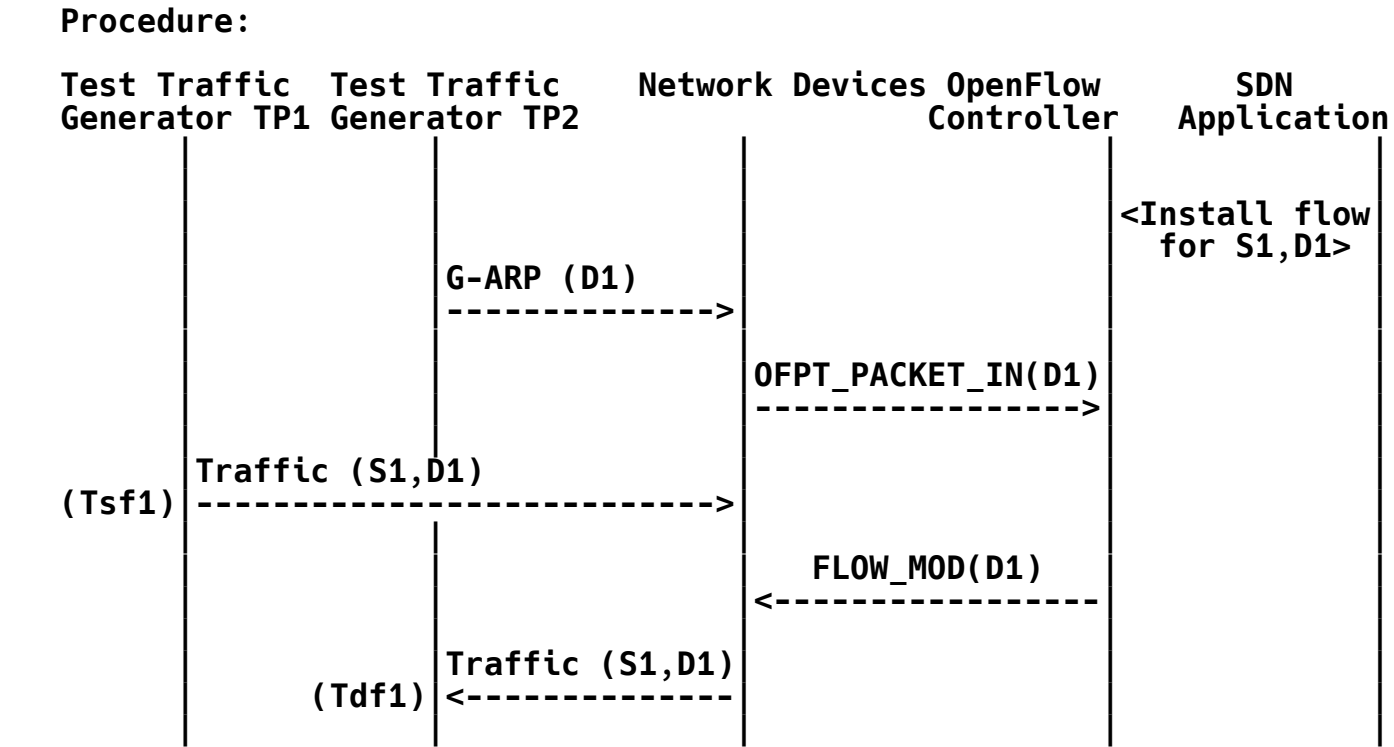 Procedure:
Test Traffic Test Traffic Network Devices OpenFlow SDN
Generator TP1 Generator TP2 Controller Application
<Install flow
for S1,D1>
G-ARP (D1)
-------------->
OFPT_PACKET_IN(D1)
----------------->
Traffic (S1,D1)
(Tsf1) --------------------------->
FLOW_MOD(D1)
<-----------------
Traffic (S1,D1)
(Tdf1) <--------------